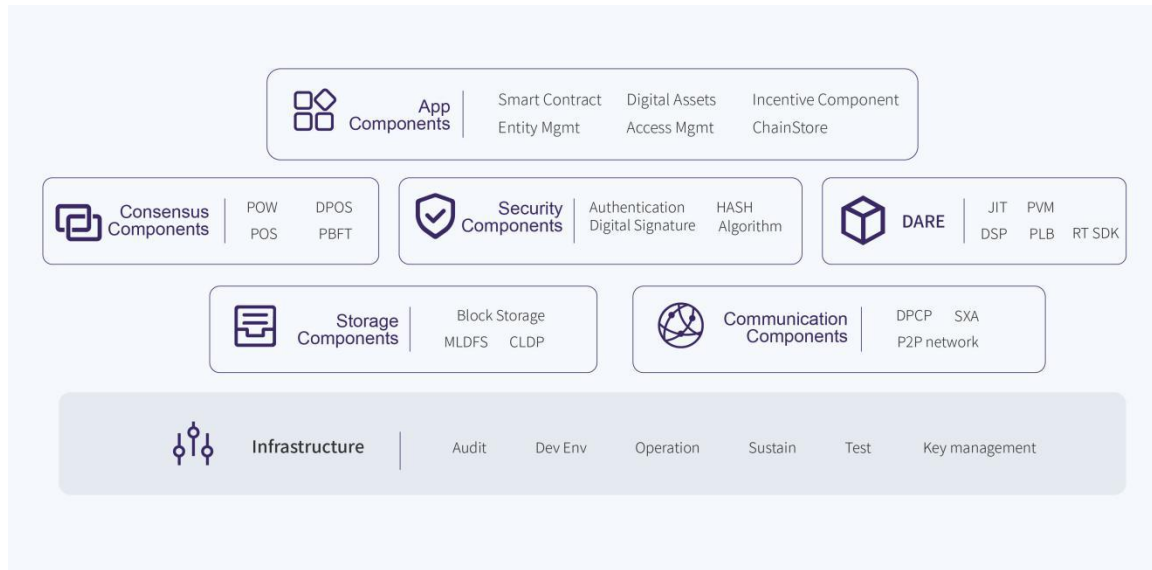 App
Components
Smart Contract Digital Assets Incentive Component
Entity Mgmt Access Mgmt ChainStore
Consensus
Components
POW DPOS
POS PBFT
Security
Components
Authentication HASH
Digital Signature Algorithm
DARE
JIT PVM
DSP PLB RT SDK
Storage
Components
Block Storage
MLDFS CLDP
Communication
Components
DPCP SXA
P2P network
Infrastructure
Audit Dev Env Operation Sustain Test Key management